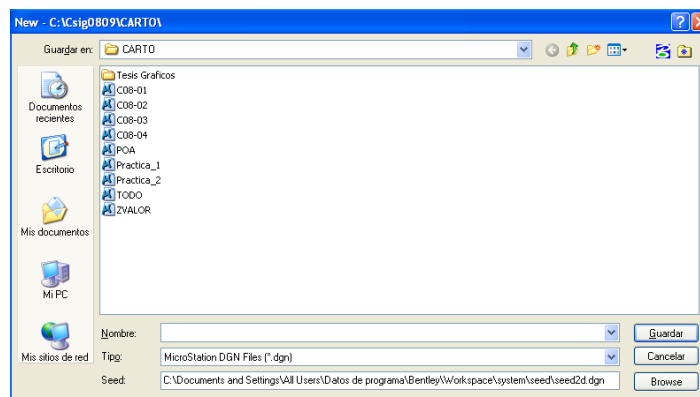 New - C:\Csig0809\CARTO\
Guardar en: CARTO
Tesis Graficos
C08-01
C08-02
C08-03
C08-04
POA
Practica_1
Practica_2
TODO
ZVALOR
Documentos
recientes
Escritorio
Mis documentos
Mi PC
Mis sitios de red
Nombre:
Guardar
Tipo: MicroStation DGN Files (*.dgn)
Cancelar
Seed: C:\Documents and Settings\All Users\Datos de programa\Bentley\Workspace\system\seed\seed2d.dgn
Browse